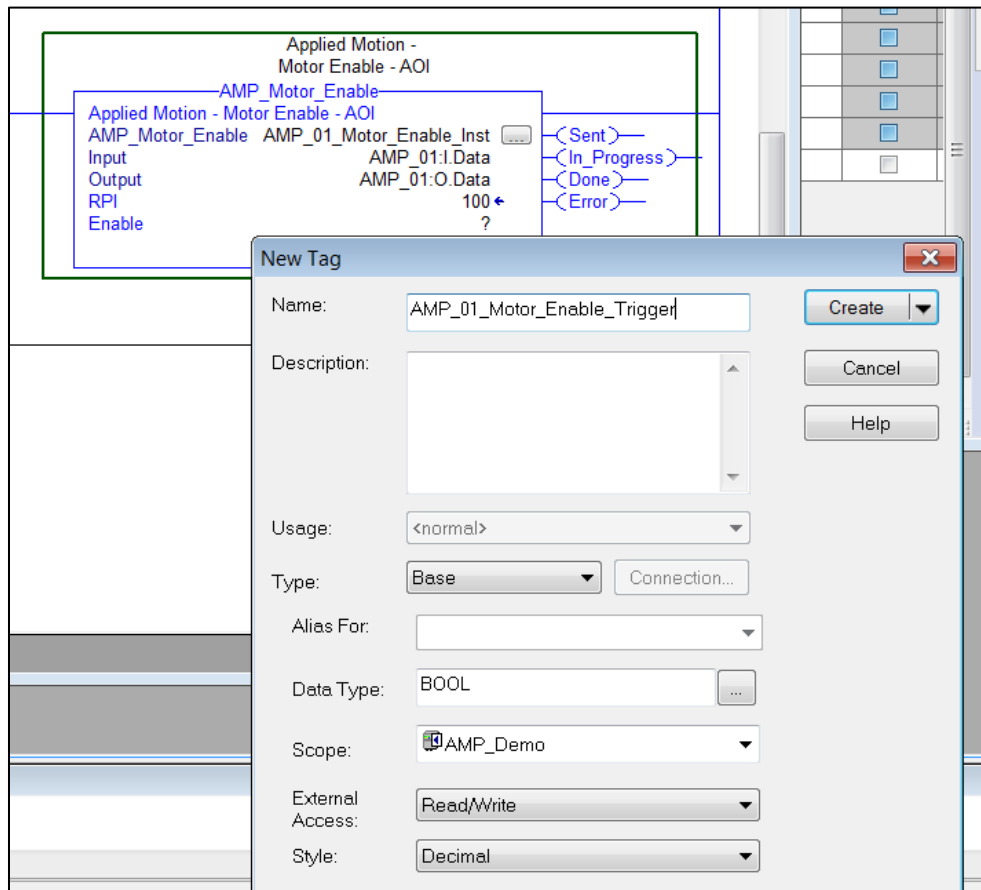 Applied Motion -
Motor Enable - AOI
AMP_Motor_Enable
Applied Motion - Motor Enable - AOI
AMP_Motor_Enable AMP_01_Motor_Enable_Inst ... (Sent)
Input AMP_01:I.Data (In_Progress)
Output AMP_01:O.Data (Done)
RPI 100 (Error)
Enable ?
New Tag
Name: AMP_01_Motor_Enable_Trigger Create
Description: Cancel
Help
Usage: <normal>
Type: Base Connection...
Alias For:
Data Type: BOOL ...
Scope: AMP_Demo
External
Access: Read/Write
Style: Decimal